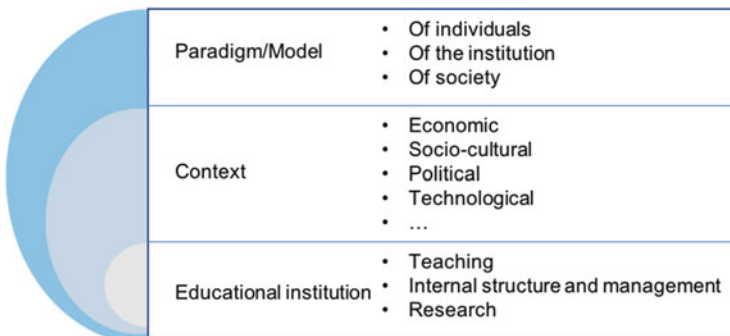 Paradigm/Model
• Of individuals
• Of the institution
• Of society
Context
• Economic
• Socio-cultural
• Political
• Technological
• ...
Educational institution
• Teaching
• Internal structure and management
• Research